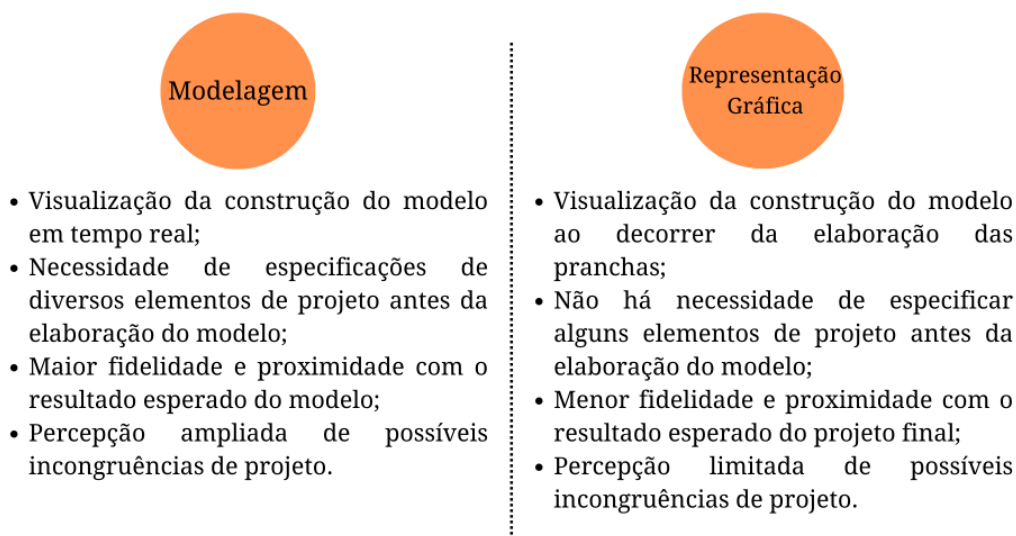 Modelagem
• Visualização da construção do modelo
em tempo real;
• Necessidade de especificações de
diversos elementos de projeto antes da
elaboração do modelo;
• Maior fidelidade e proximidade com o
resultado esperado do modelo;
• Percepção ampliada de possíveis
incongruências de projeto.
Representação
Gráfica
• Visualização da construção do modelo
ao decorrer da elaboração das
pranchas;
• Não há necessidade de especificar
alguns elementos de projeto antes da
elaboração do modelo;
• Menor fidelidade e proximidade com o
resultado esperado do projeto final;
• Percepção limitada de possíveis
incongruências de projeto.